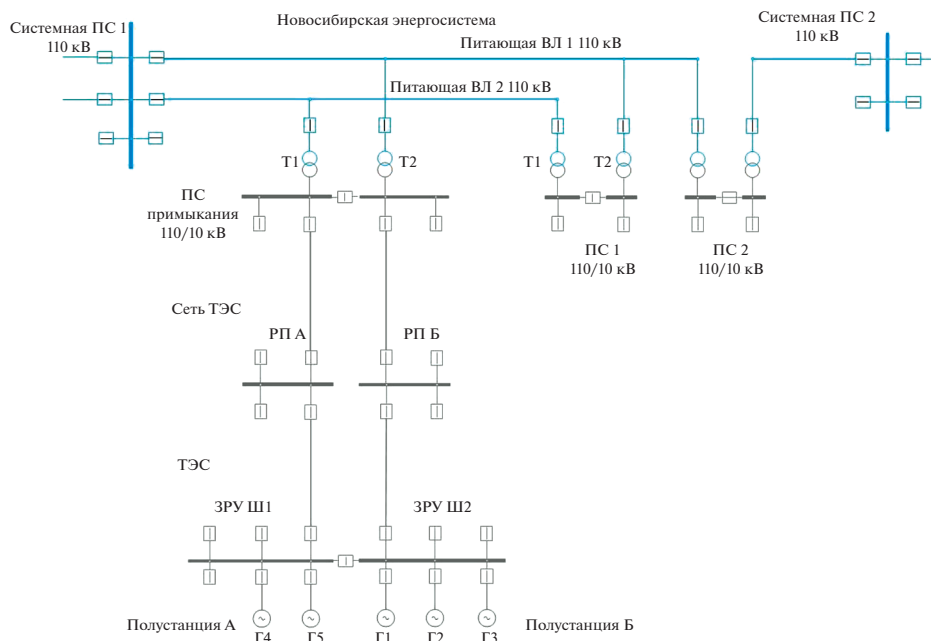 Системная ПС 1
110 кВ
Новосибирская энергосистема
Системная ПС 2
110 кВ
Питающая ВЛ 1 110 кВ
Питающая ВЛ 2 110 кВ
Т1
Т2
Т1
Т2
ПС
примыкания
110/10 кВ
ПС 1
110/10 кВ
ПС 2
110/10 кВ
Сеть ТЭС
РП А
РП Б
ТЭС
ЗРУ Ш1
ЗРУ Ш2
Полустанция А
Г4
Г5
Г1
Г2
Г3
Полустанция Б